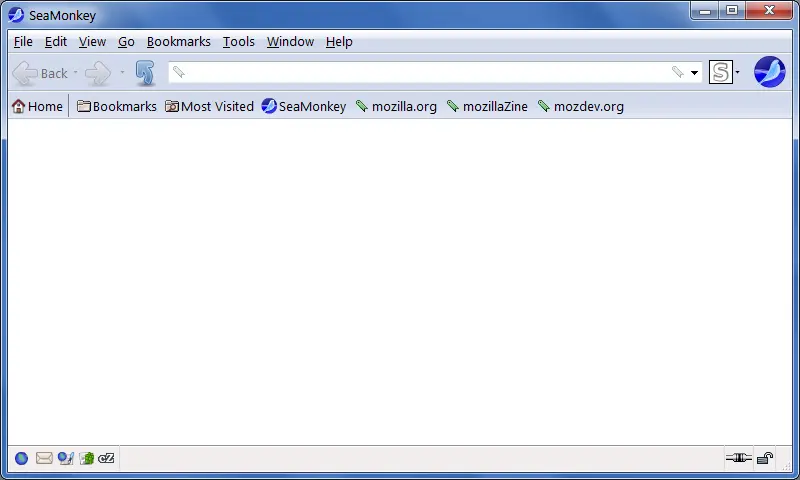 SeaMonkey
File Edit View Go Bookmarks Tools Window Help
Back S
Home Bookmarks Most Visited SeaMonkey mozilla.org mozillaZine mozdev.org
cZ